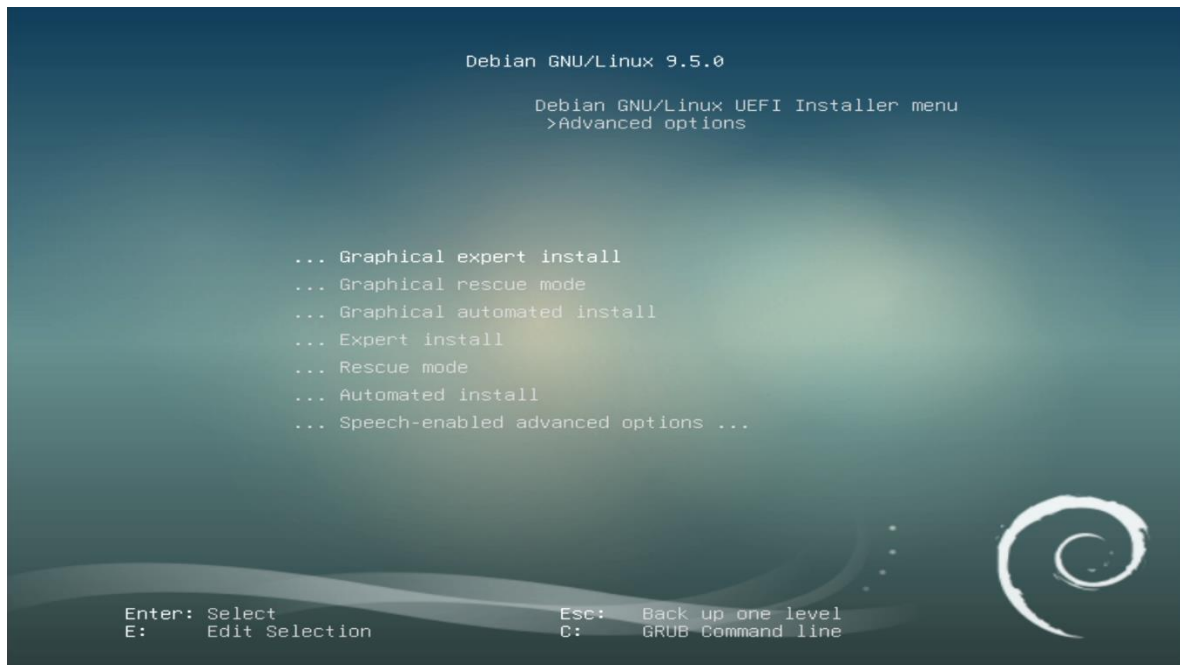 Debian GNU/Linux 9.5.0
Debian GNU/Linux UEFI Installer menu
>Advanced options
... Graphical expert install
... Graphical rescue mode
... Graphical automated install
... Expert install
... Rescue mode
... Automated install
... Speech-enabled advanced options ...
Enter: Select Esc: Back up one level
E: Edit Selection C: GRUB Command line